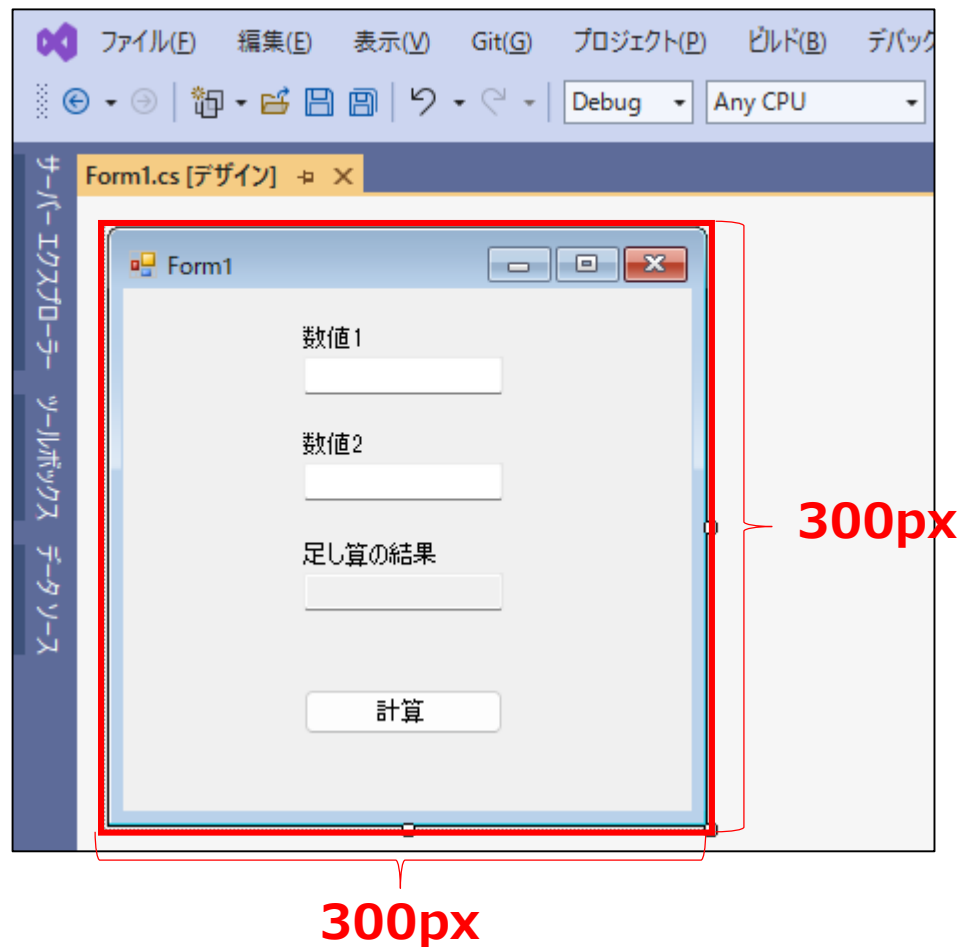 ファイル(F) 編集(E) 表示(V) Git(G) プロジェクト(P) ビルド(B) デバッグ
Debug Any CPU
Form1.cs [デザイン]
サーバー エクスプローラー
ツールボックス
データ ソース
Form1
数値1
数値2
足し算の結果
計算
300px
300px